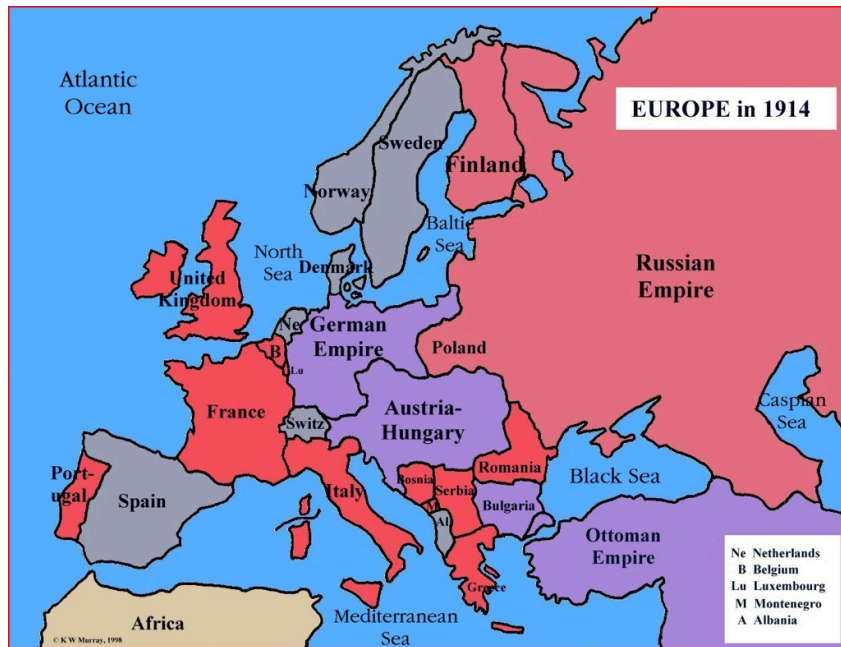 Atlantic
Ocean
EUROPE in 1914
Sweden
Finland
Norway
Baltic
Sea
North
Sea
Denmark
United
Kingdom
Russian
Empire
Ne
German
Empire
B
Lu
Poland
France
Switz
Austria-
Hungary
Caspian
Sea
Port-
ugal
Spain
Italy
Bosnia
Serbia
Romania
Black Sea
M
Al
Bulgaria
Ottoman
Empire
Greece
Mediterranean
Sea
Africa
© K W Murray, 1998
Ne Netherlands
B Belgium
Lu Luxembourg
M Montenegro
A Albania